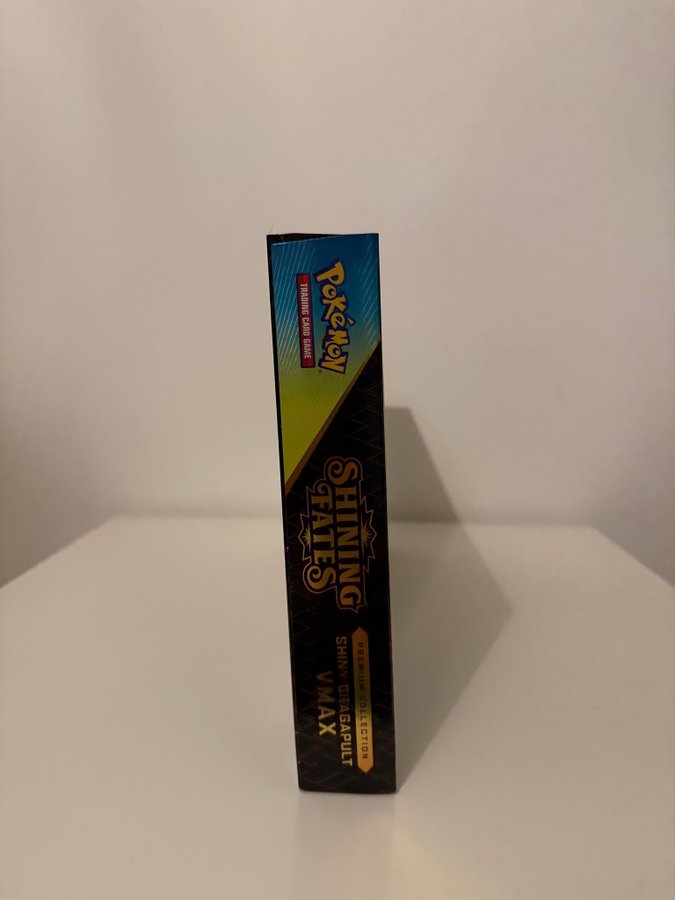 Pokémon
TRADING CARD GAME
SHINING
FATES
PREMIUM COLLECTION
SHINY DRAGAPULT
VMAX